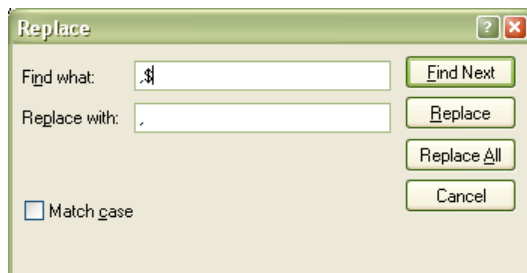 Replace
Find what: ,$
Find Next
Replace with: ,
Replace
Replace All
Cancel
Match case